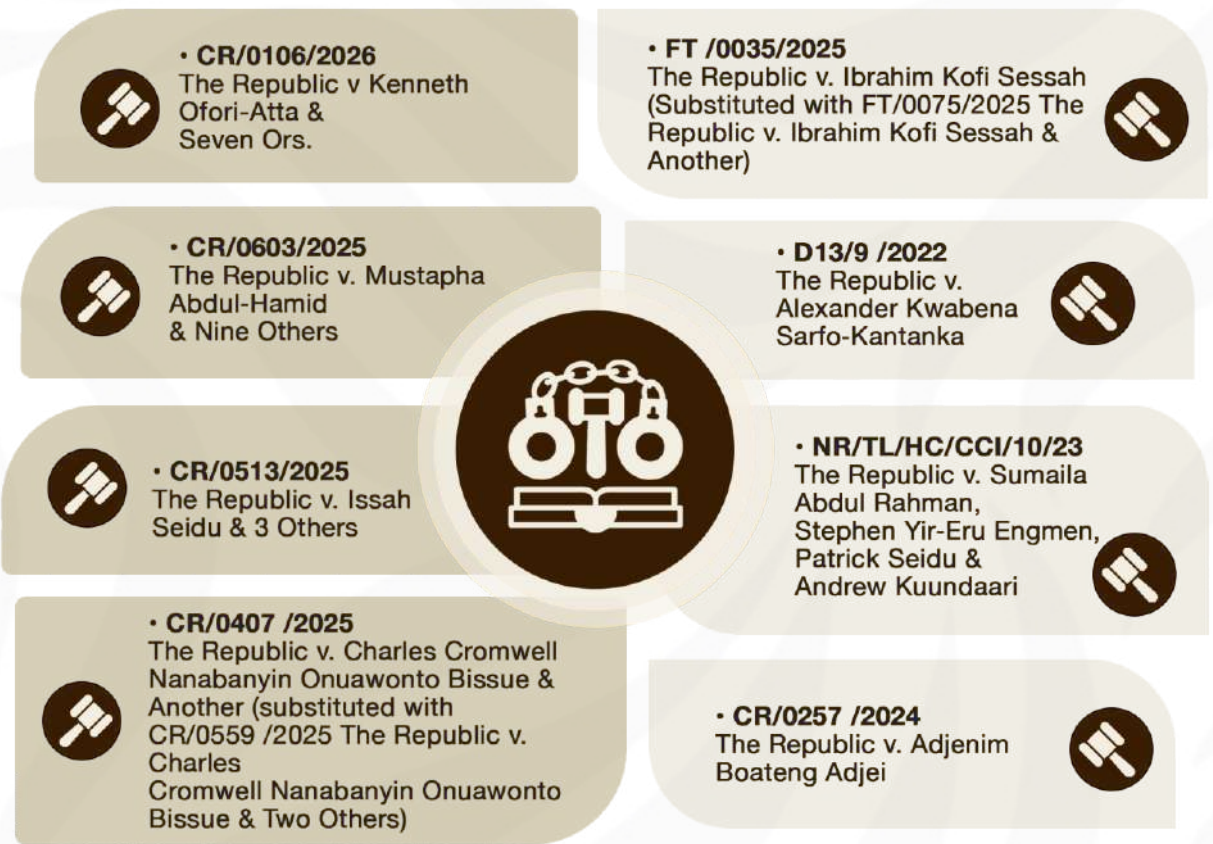 • CR/0106/2026
The Republic v Kenneth
Ofori-Atta &
Seven Ors.
• CR/0603/2025
The Republic v. Mustapha
Abdul-Hamid
& Nine Others
• CR/0513/2025
The Republic v. Issah
Seidu & 3 Others
• CR/0407 /2025
The Republic v. Charles Cromwell
Nanabanyin Onuawonto Bissue &
Another (substituted with
CR/0559 /2025 The Republic v.
Charles
Cromwell Nanabanyin Onuawonto
Bissue & Two Others)
• FT /0035/2025
The Republic v. Ibrahim Kofi Sessah
(Substituted with FT/0075/2025 The
Republic v. Ibrahim Kofi Sessah &
Another)
• D13/9 /2022
The Republic v.
Alexander Kwabena
Sarfo-Kantanka
• NR/TL/HC/CCI/10/23
The Republic v. Sumaila
Abdul Rahman,
Stephen Yir-Eru Engmen,
Patrick Seidu &
Andrew Kuundaari
• CR/0257 /2024
The Republic v. Adjenim
Boateng Adjei